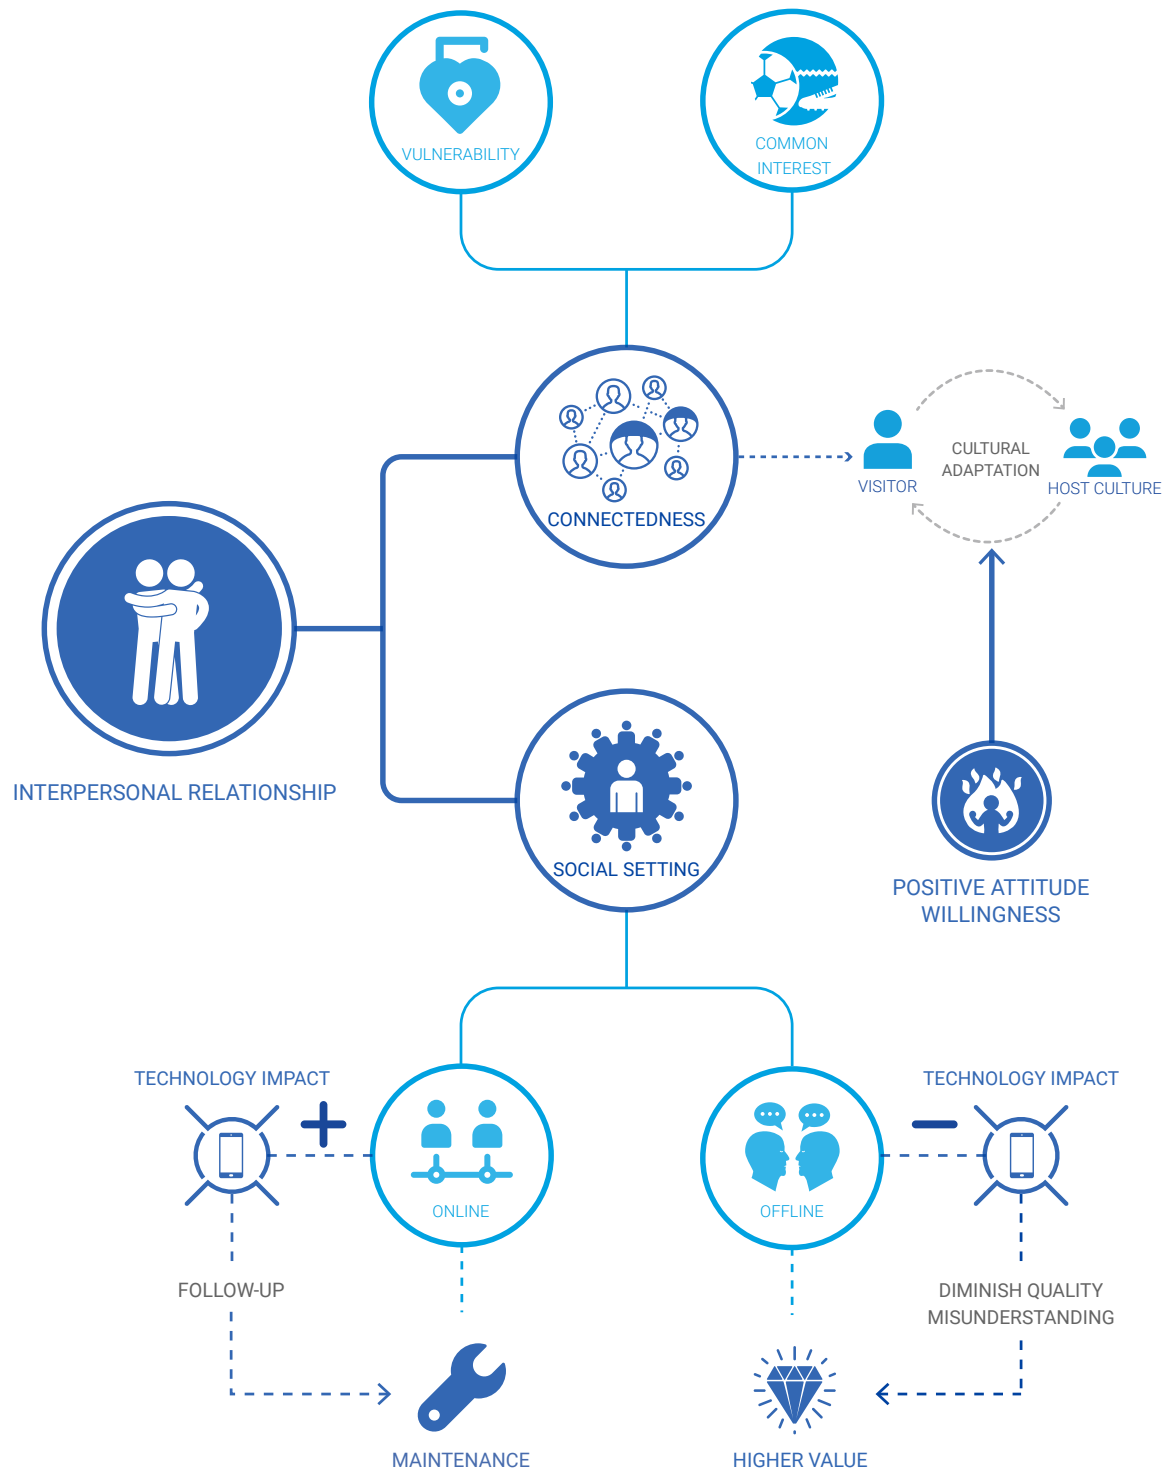 VULNERABILITY
COMMON
INTEREST
CONNECTEDNESS
VISITOR
CULTURAL
ADAPTATION
HOST CULTURE
INTERPERSONAL RELATIONSHIP
SOCIAL SETTING
POSITIVE ATTITUDE
WILLINGNESS
TECHNOLOGY IMPACT
TECHNOLOGY IMPACT
ONLINE
OFFLINE
FOLLOW-UP
DIMINISH QUALITY
MISUNDERSTANDING
MAINTENANCE
HIGHER VALUE